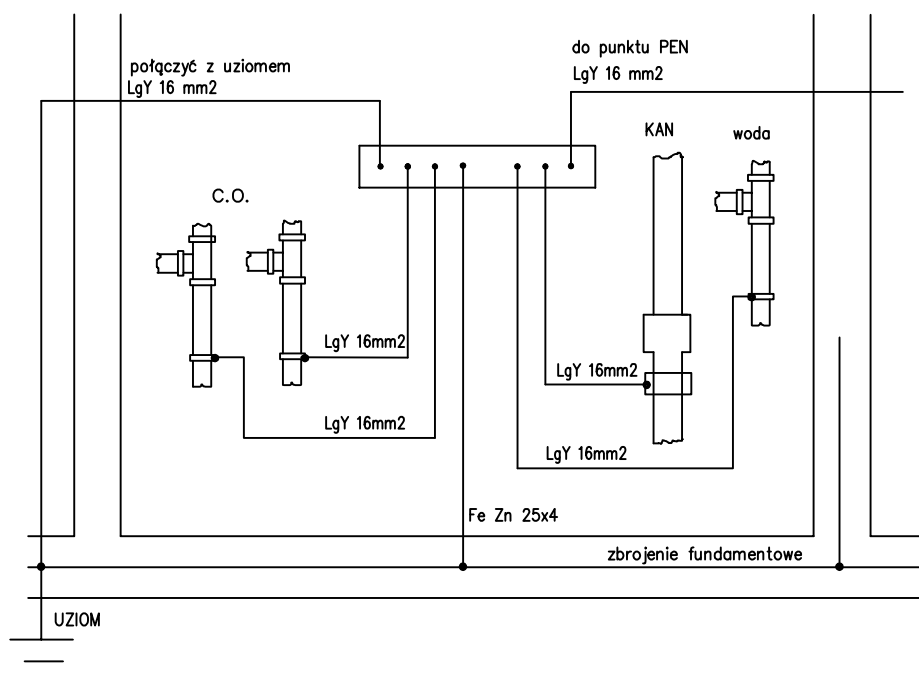 do punktu PEN
LgY 16 mm2
połączyć z uziomem
LgY 16 mm2
KAN
woda
C.O.
LgY 16mm2
LgY 16mm2
LgY 16mm2
LgY 16mm2
Fe Zn 25x4
zbrojenie fundamentowe
UZIOM